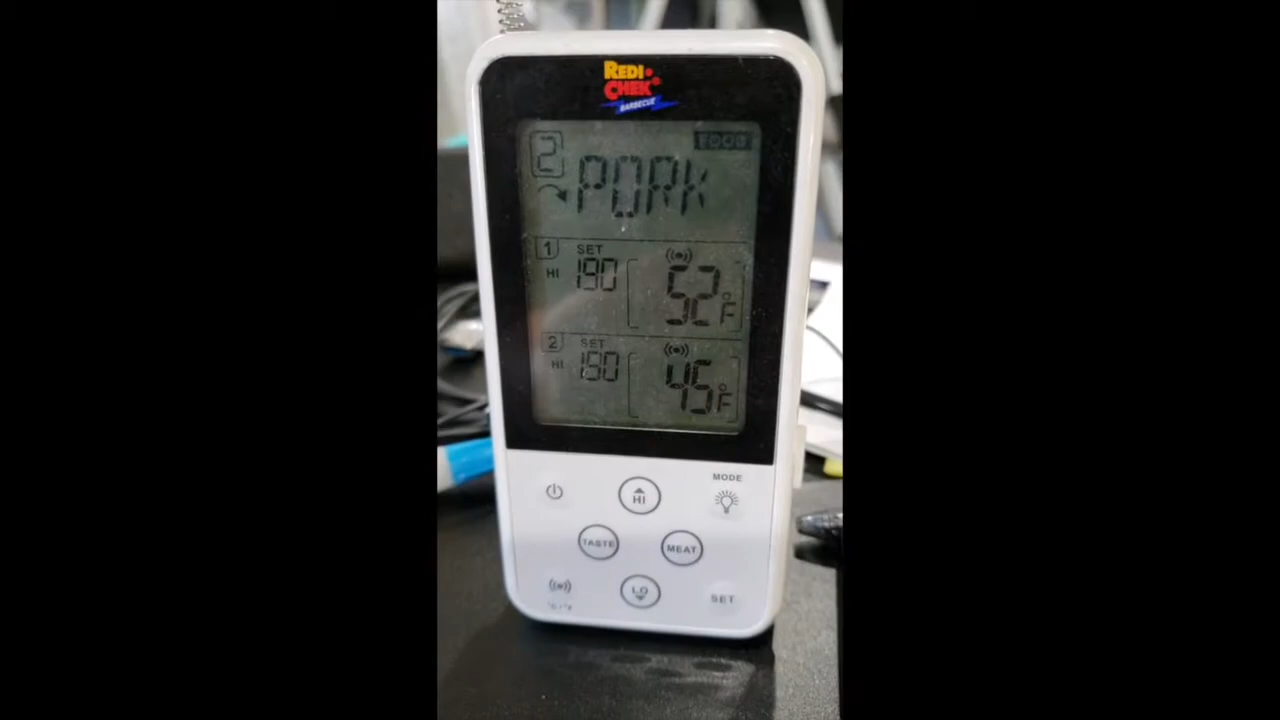 REDI
CHEK
BARBECUE
2 FOOD
PORK
1 SET
HI 190 52°F
2 SET
HI 190 45°F
MODE
HI
TASTE MEAT
LO
SET